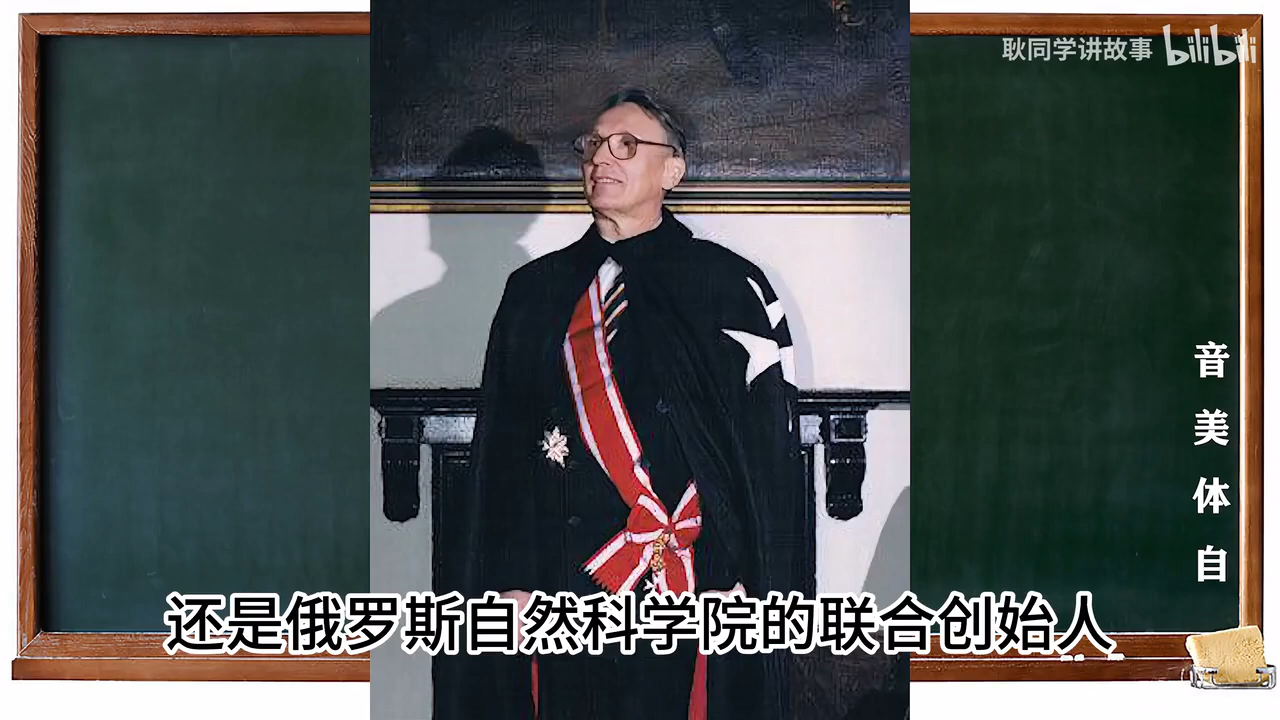 耿同学讲故事 bilibili
音
美
体
自
还是俄罗斯自然科学院的联合创始人